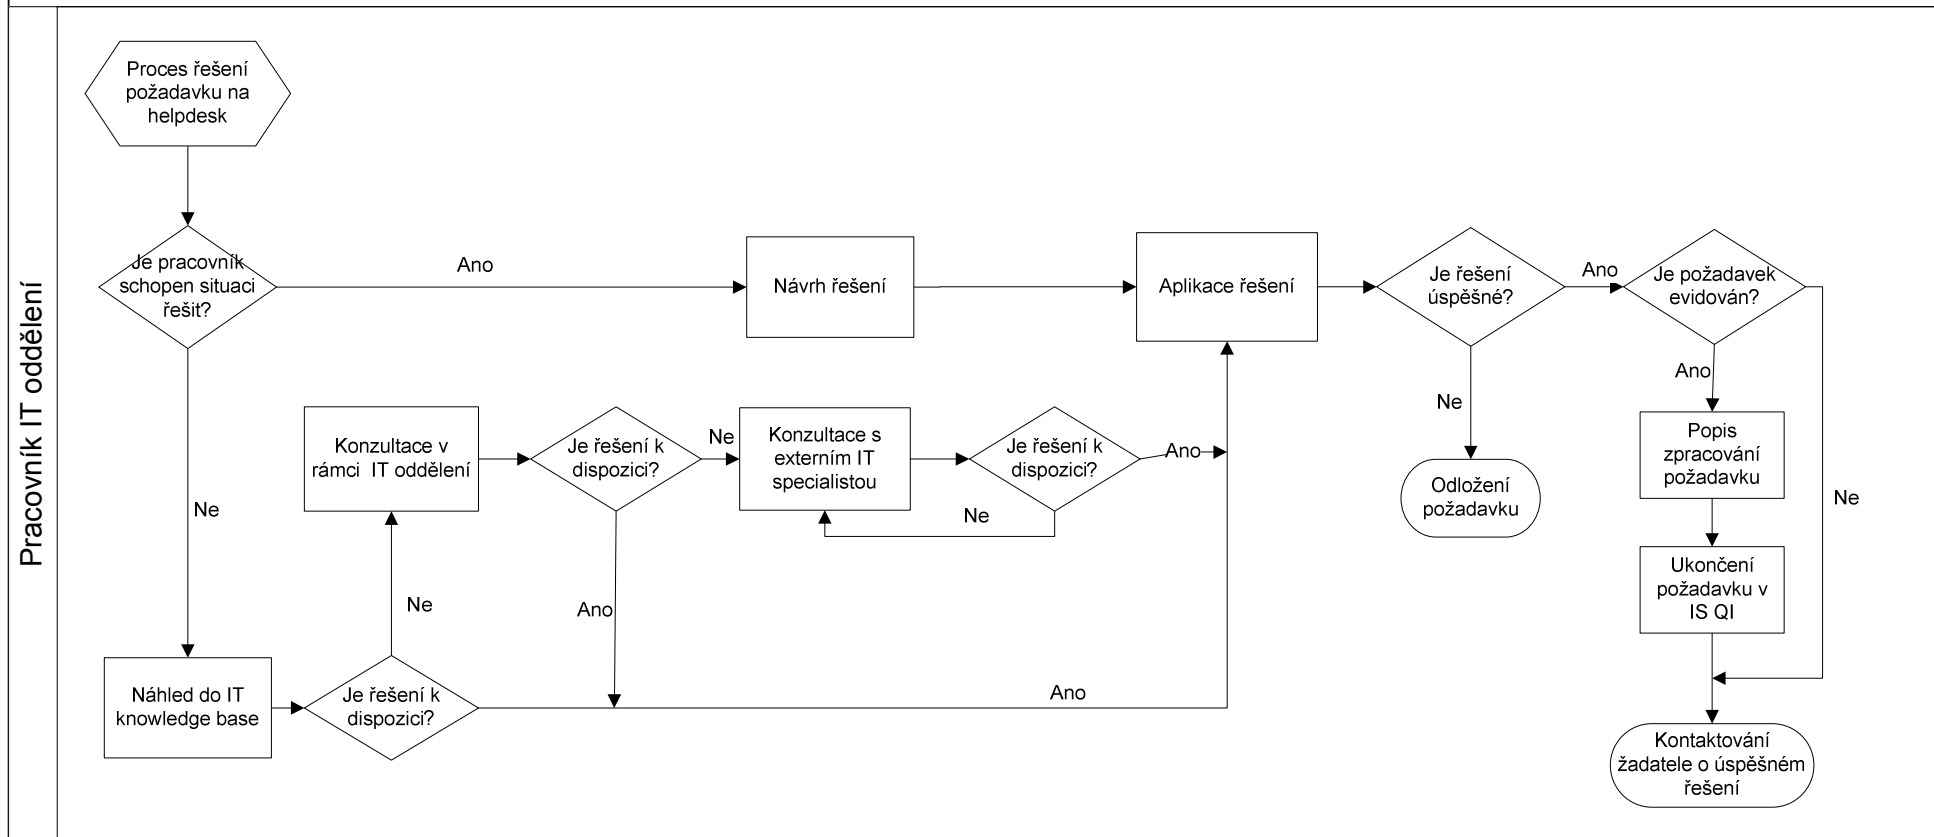 Pracovník IT oddělení
Proces řešení
požadavku na
helpdesk
Je pracovník
schopen situaci
řešit?
Ano
Návrh řešení
Aplikace řešení
Je řešení
úspěšné?
Ano
Je požadavek
evidován?
Ne
Ano
Ne
Konzultace v
rámci IT oddělení
Je řešení k
dispozici?
Ne
Konzultace s
externím IT
specialistou
Je řešení k
dispozici?
Ano
Ne
Ne
Odložení
požadavku
Popis
zpracování
požadavku
Ne
Ano
Ukončení
požadavku v
IS QI
Náhled do IT
knowledge base
Je řešení k
dispozici?
Ano
Kontaktování
žadatele o úspěšném
řešení